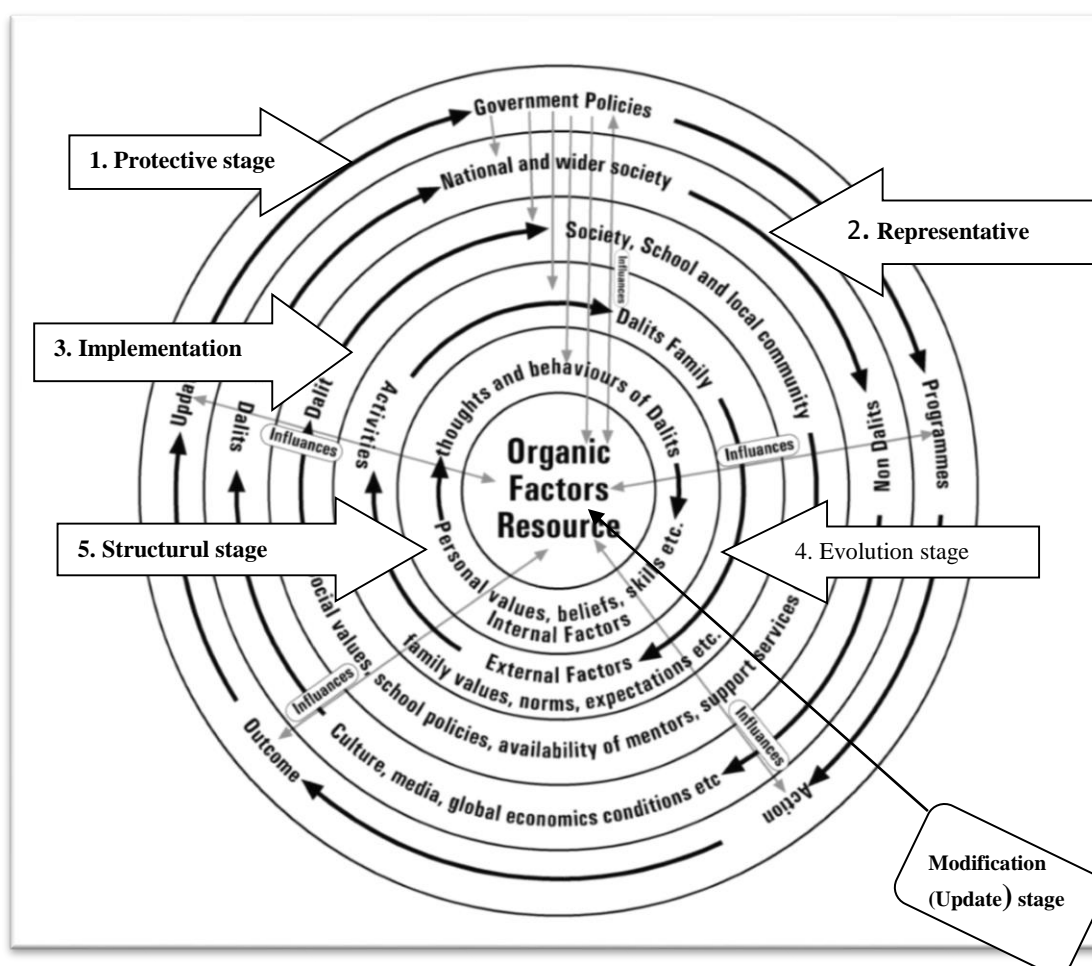 Government Policies
1. Protective stage
National and wider society
2. Representative
Society, School and local community
Influences
3. Implementation
Dalits Family
thoughts and behaviours of Dalits
Programmes
Non Dalits
Upda
Dalits
Dalit
Activities
Influences
Influences
Organic
Factors
Resource
5. Structurul stage
4. Evolution stage
Personal values, beliefs, skills etc.
Internal Factors
External Factors
family values, norms, expectations etc.
ocial values, school policies, availability of mentors, support services
Influences
Influences
Culture, media, global economics conditions etc
Outcome
Action
Modification
(Update) stage